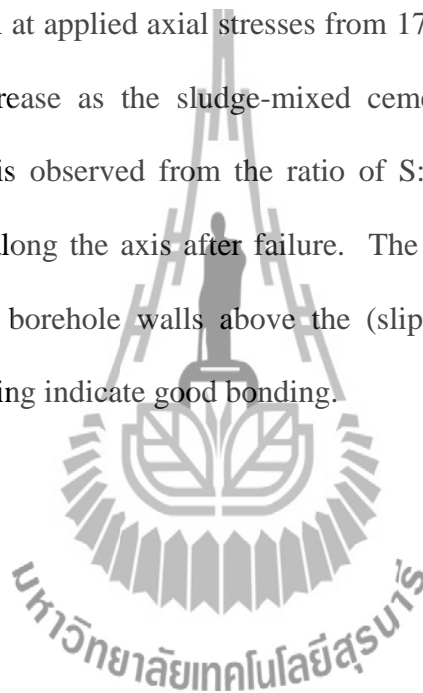 at applied axial stresses from 17
rease as the sludge-mixed ceme
is observed from the ratio of S:
along the axis after failure. The
borehole walls above the (slip
ing indicate good bonding.
มหาวิทยาลัยเทคโนโลยีสุรนารี